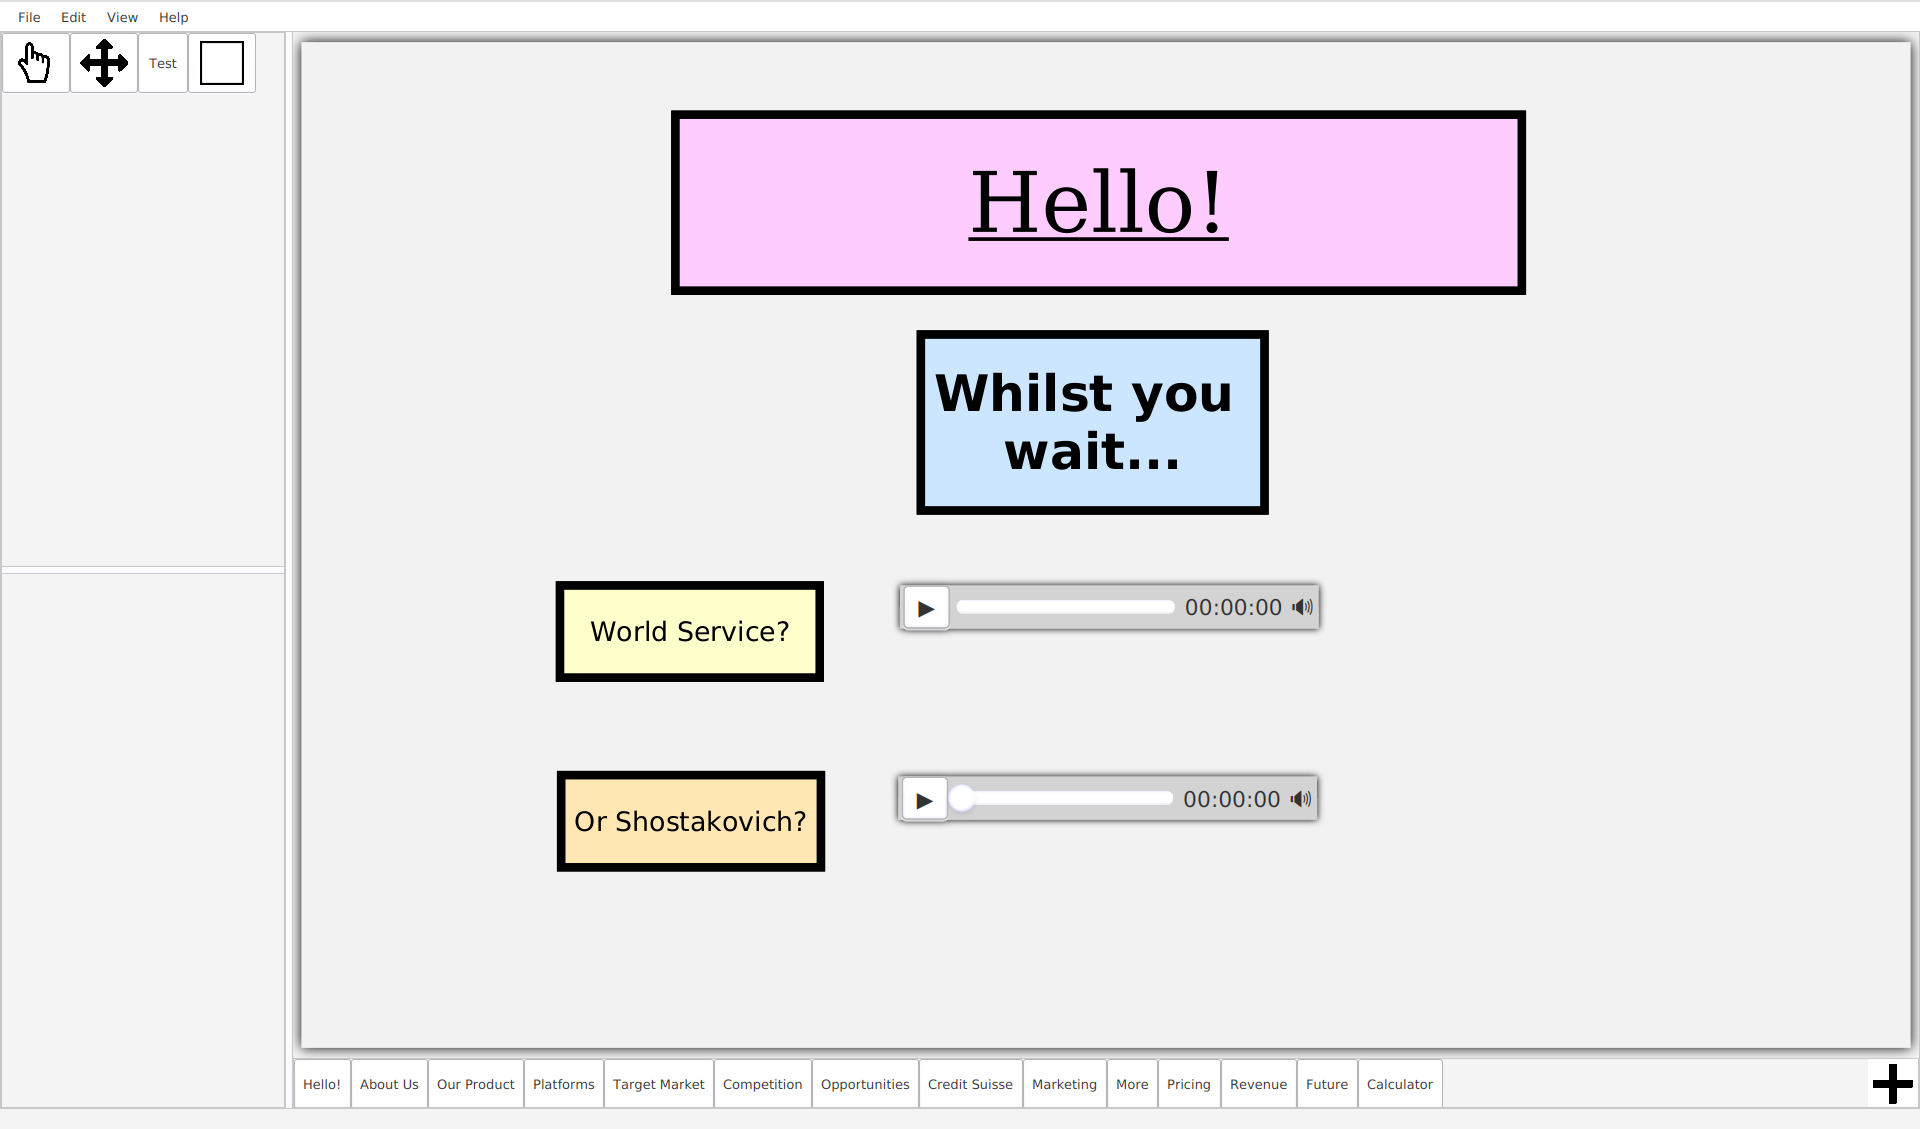 File Edit View Help
Test
Hello!
Whilst you
wait...
World Service?
00:00:00
Or Shostakovich?
00:00:00
Hello! About Us Our Product Platforms Target Market Competition Opportunities Credit Suisse Marketing More Pricing Revenue Future Calculator